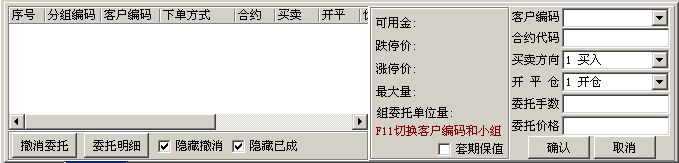 序号 分组编码 客户编码 下单方式 合约 买卖 开平
撤消委托 委托明细 隐藏撤消 隐藏已成
可用金:
跌停价:
涨停价:
最大量:
组委托单位量:
F11切换客户编码和小组
套期保值
客户编码
合约代码
买卖方向 1 买入
开 平 仓 1 开仓
委托手数
委托价格
确认 取消